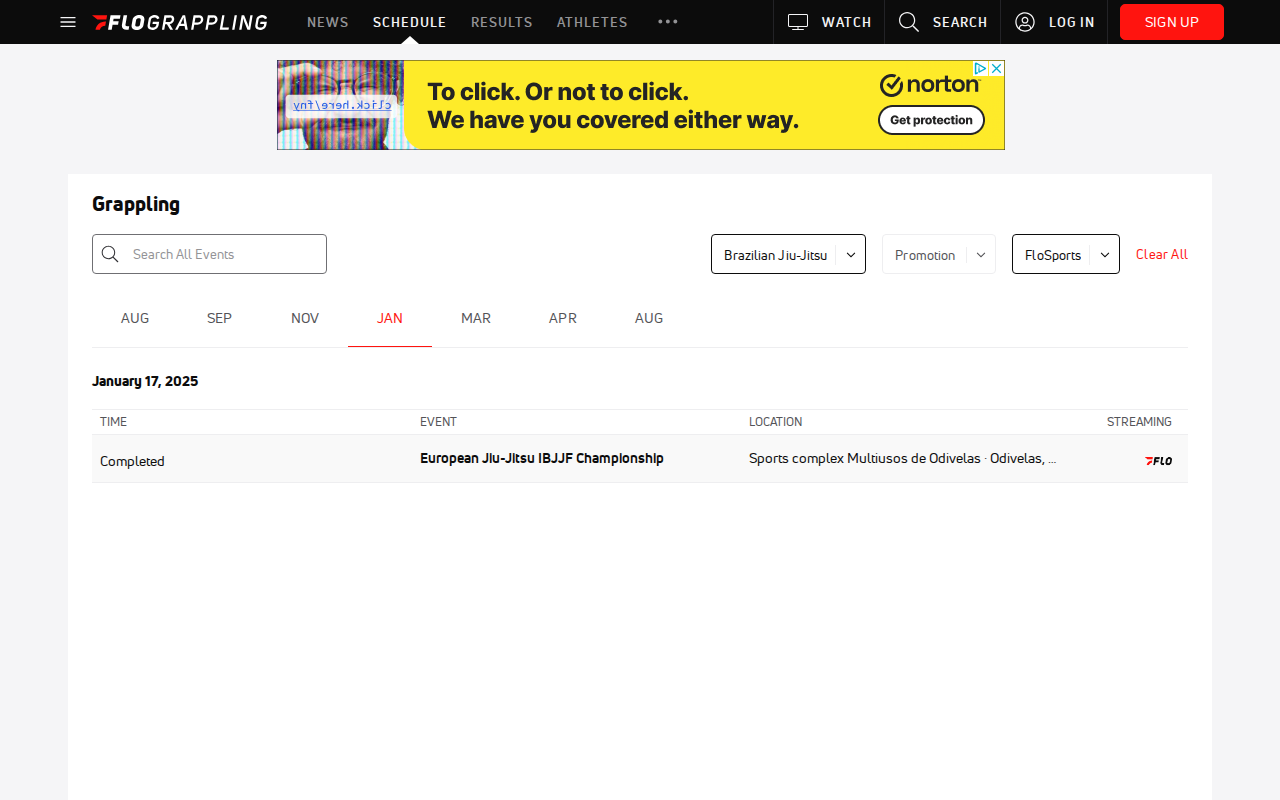 FLOGRAPPLING NEWS SCHEDULE RESULTS ATHLETES WATCH SEARCH LOG IN SIGN UP
click.here/fny
To click. Or not to click.
We have you covered either way.
norton
Get protection
Grappling
Search All Events
Brazilian Jiu-Jitsu
Promotion
FloSports
Clear All
AUG SEP NOV JAN MAR APR AUG
January 17, 2025
TIME EVENT LOCATION STREAMING
Completed European Jiu-Jitsu IBJJF Championship Sports complex Multiusos de Odivelas · Odivelas, ... FLO